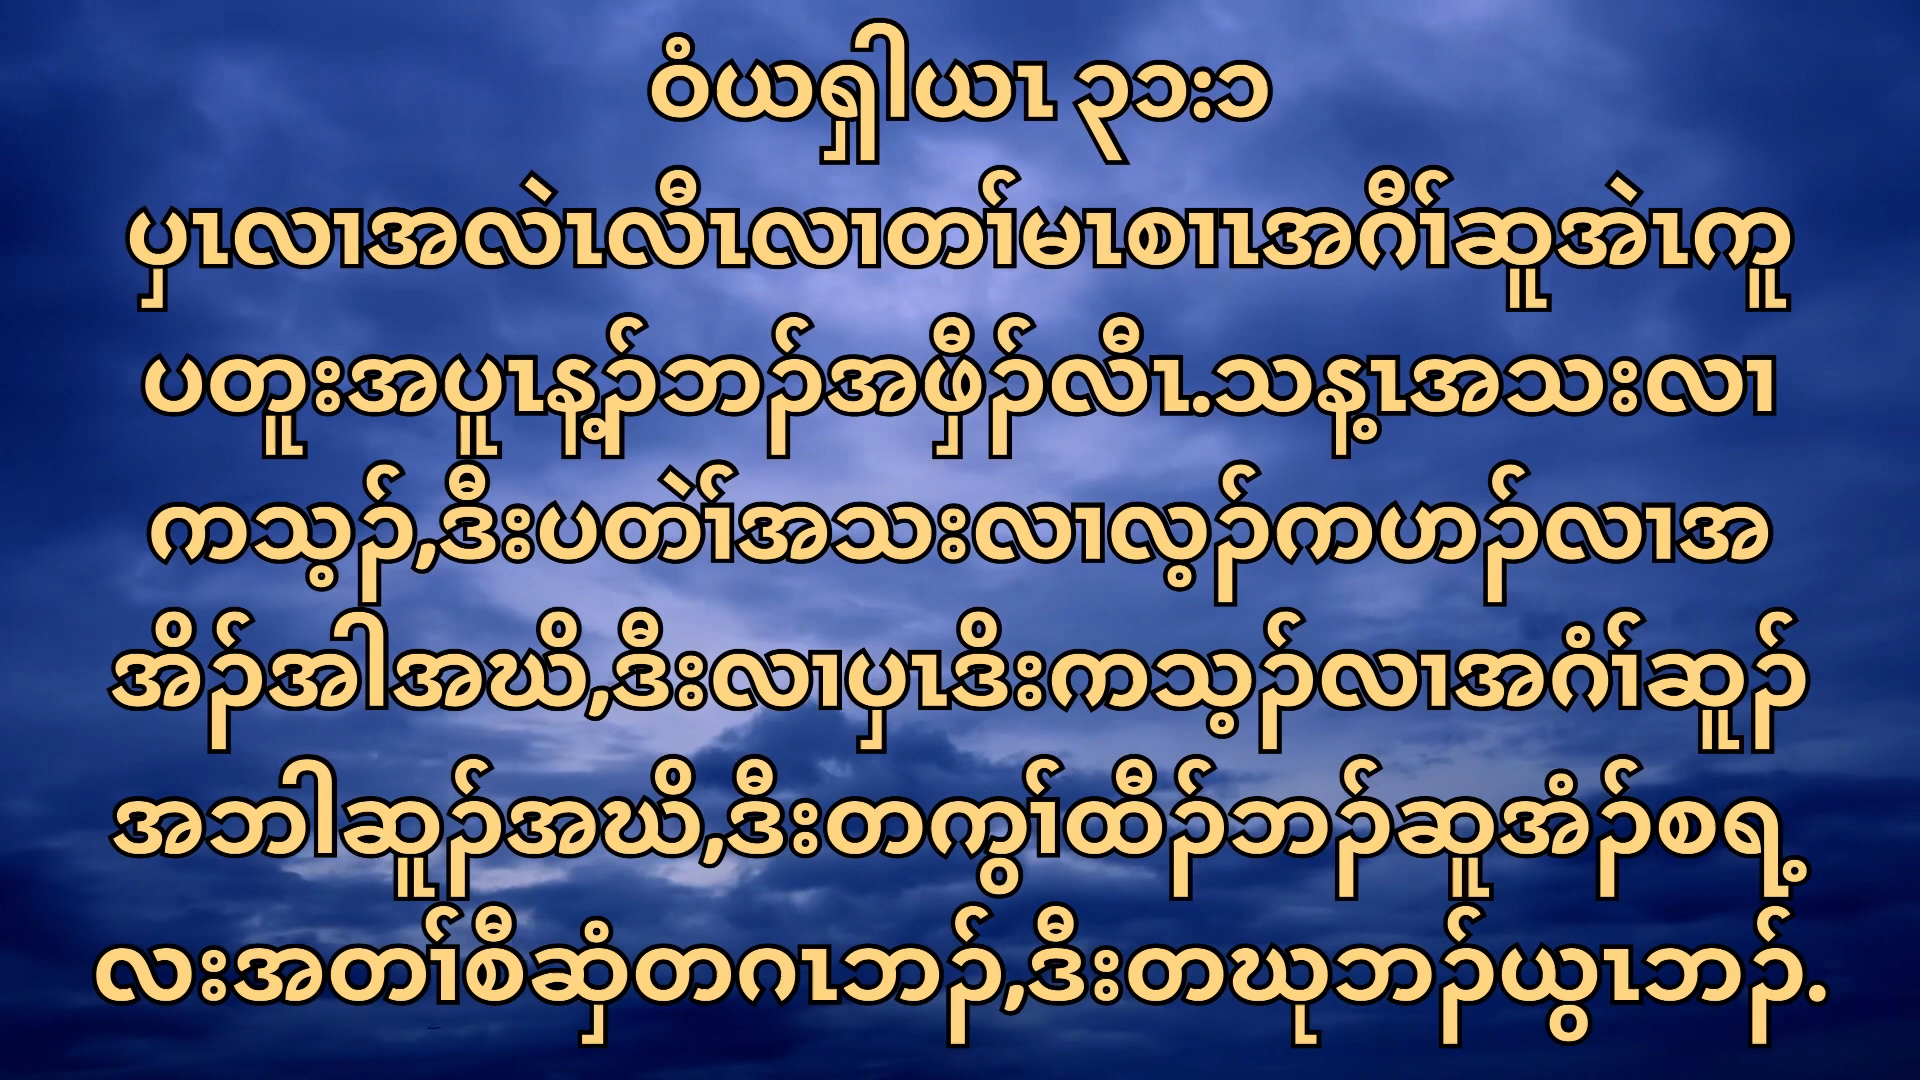 ဝံယရှါယၤ ၃၁:၁
ပှၤလၢအလဲၤလီၤလၢတၢ်မၤစၢၤအဂီၢ်ဆူအဲၤကူ
ပတူးအပူၤန့ၣ်ဘၣ်အဖှီၣ်လီၤ.သန့ၤအသးလၢ
ကသ့ၣ်,ဒီးပတဲၢ်အသးလၢလ့ၣ်ကဟၣ်လၢအ
အိၣ်အါအဃိ,ဒီးလၢပှၤဒိးကသ့ၣ်လၢအဂံၢ်ဆူၣ်
အဘါဆူၣ်အဃိ,ဒီးတကွၢ်ထီၣ်ဘၣ်ဆူအံၣ်စရ့
လးအတၢ်စီဆှံတဂၤဘၣ်,ဒီးတဃုဘၣ်ယွၤဘၣ်.